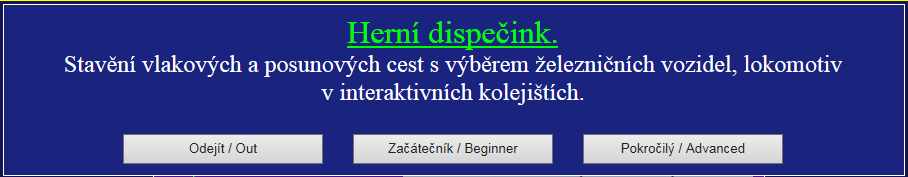 Herní dispečink.
Stavění vlakových a posunových cest s výběrem železničních vozidel, lokomotiv
v interaktivních kolejištích.
Odejít / Out
Začátečník / Beginner
Pokročilý / Advanced